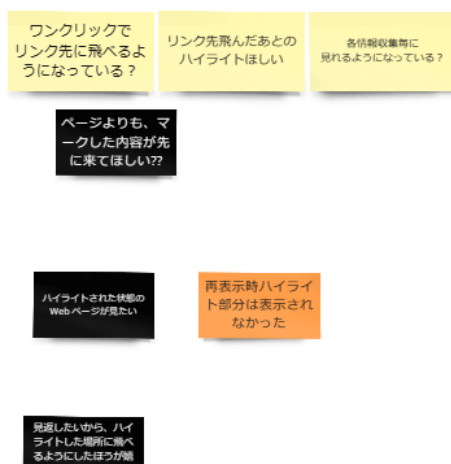 ワンクリックで
リンク先に飛べるよ
うになっている？
リンク先飛んだあとの
ハイライトほしい
各情報収集毎に
見れるようになっている？
ページよりも、マ
ークした内容が先
に来てほしい??
ハイライトされた状態の
Webページが見たい
再表示時ハイライ
ト部分は表示され
なかった
見返したいから、ハイ
ライトした場所に飛べ
るようにしたほうが嬉